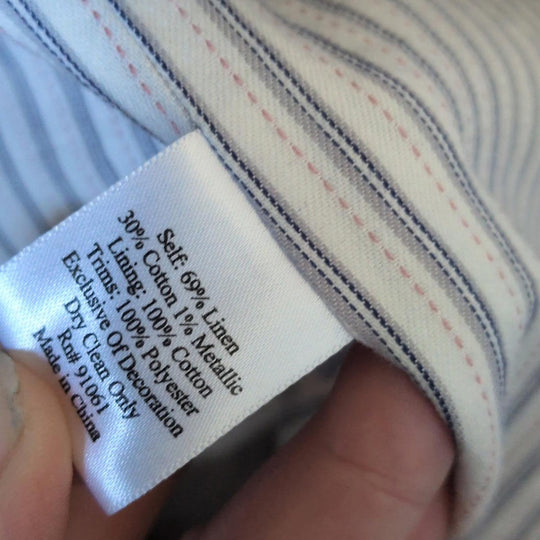 Self: 69% Linen
30% Cotton 1% Metallic
Lining: 100% Cotton
Trims: 100% Polyester
Exclusive Of Decoration
Dry Clean Only
Rn# 91061
Made in China